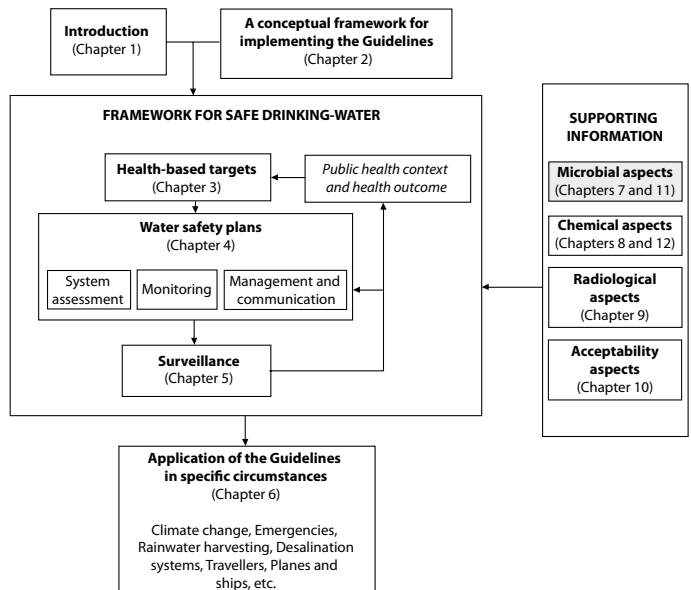 Introduction
(Chapter 1)
A conceptual framework for
implementing the Guidelines
(Chapter 2)
FRAMEWORK FOR SAFE DRINKING-WATER
Health-based targets
(Chapter 3)
Public health context
and health outcome
Water safety plans
(Chapter 4)
System
assessment
Monitoring
Management and
communication
Surveillance
(Chapter 5)
SUPPORTING
INFORMATION
Microbial aspects
(Chapters 7 and 11)
Chemical aspects
(Chapters 8 and 12)
Radiological
aspects
(Chapter 9)
Acceptability
aspects
(Chapter 10)
Application of the Guidelines
in specific circumstances
(Chapter 6)
Climate change, Emergencies,
Rainwater harvesting, Desalination
systems, Travellers, Planes and
ships, etc.